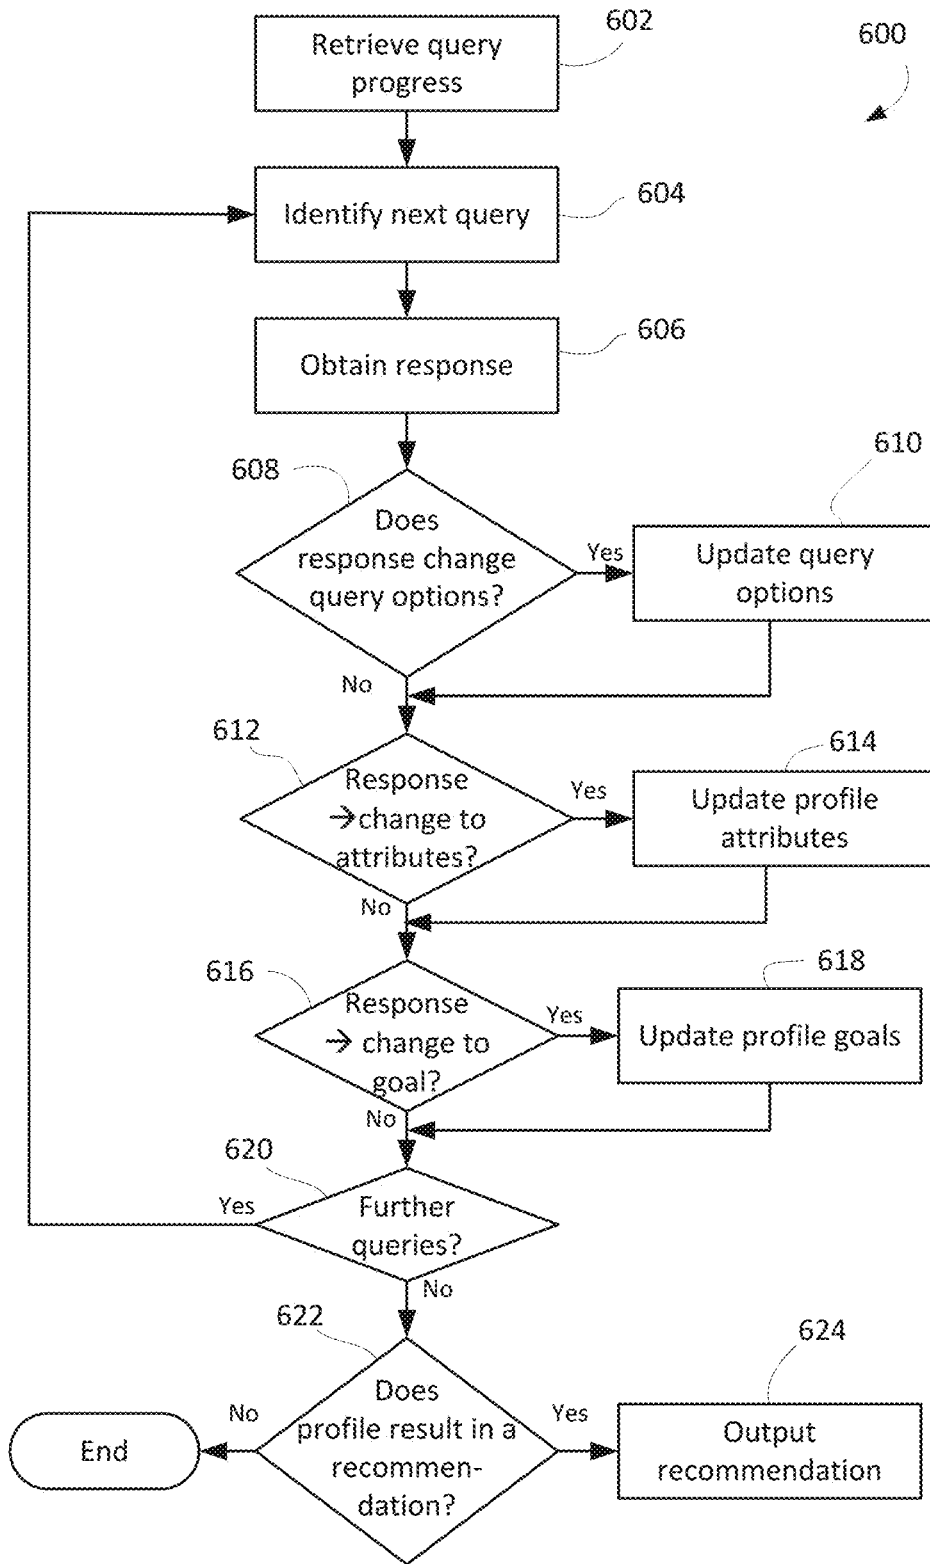 602
600
Retrieve query
progress
Identify next query
604
606
Obtain response
608
610
Does
response change
query options?
Yes
Update query
options
No
612
614
Response
→change to
attributes?
Yes
Update profile
attributes
No
616
618
Response
→ change to
goal?
Yes
Update profile goals
No
620
Yes
Further
queries?
No
622
624
Does
profile result in a
recommen-
dation?
No
Yes
End
Output
recommendation